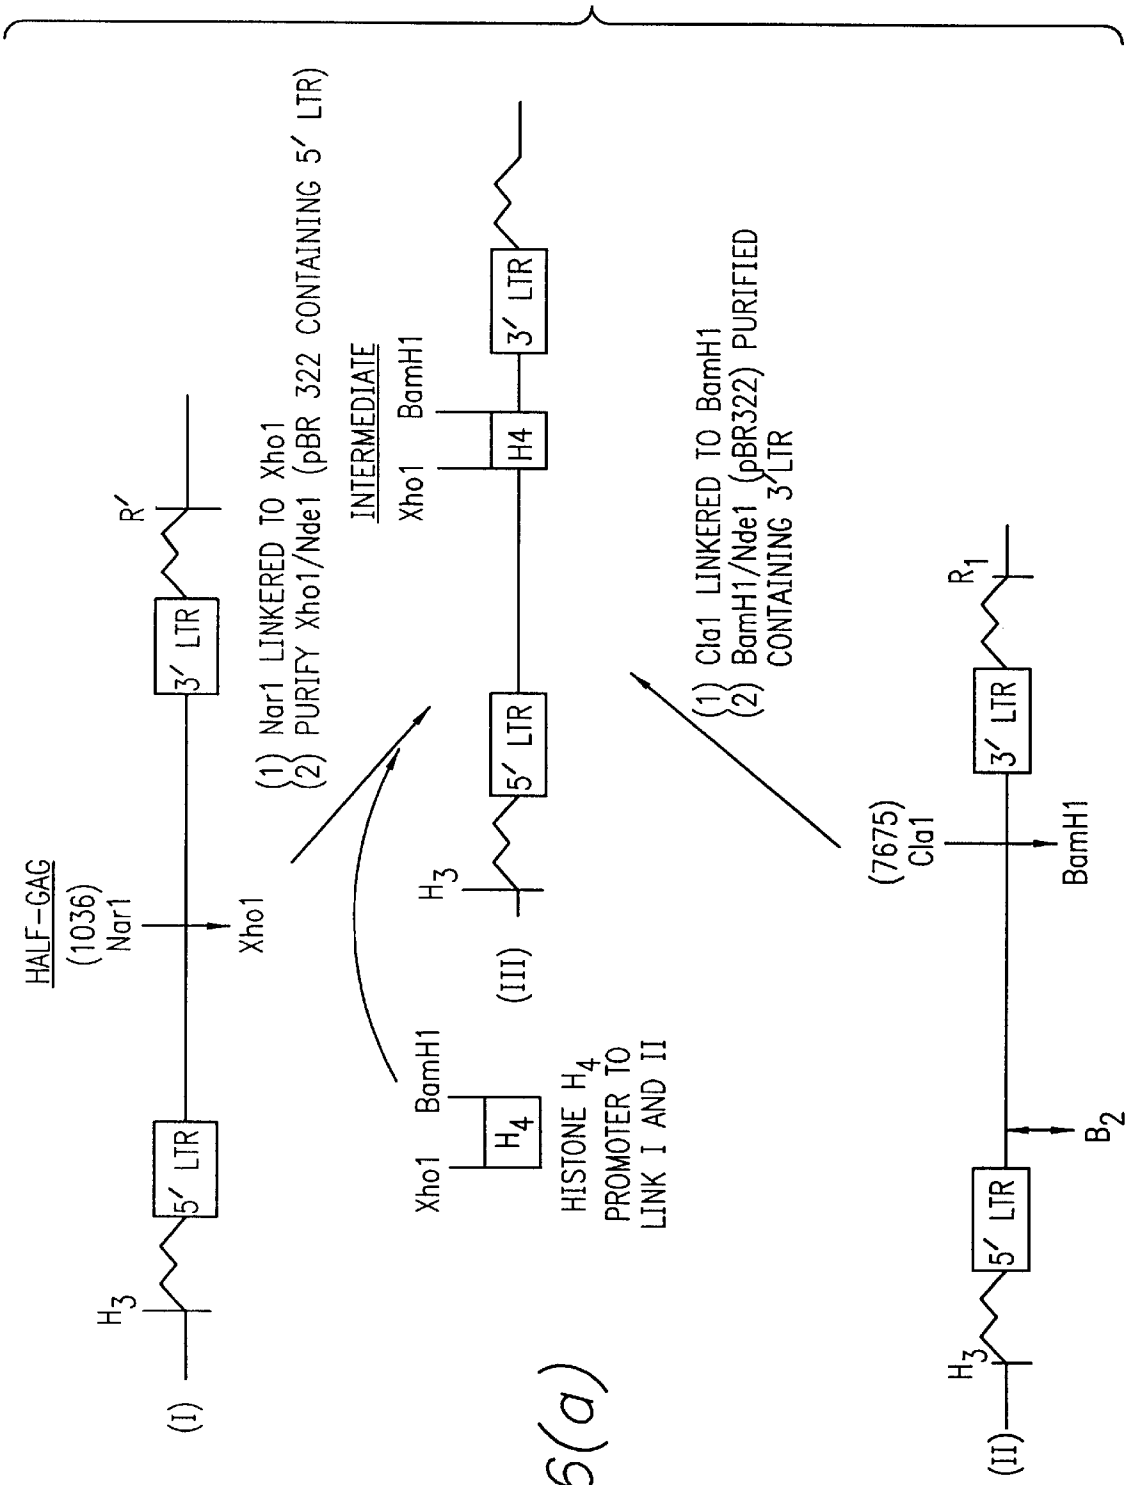 HALF-GAG
(1036)
Nar1
Xho1
(I)
H3
5' LTR
3' LTR
R'
(1) Nar1 LINKERED TO Xho1
(2) PURIFY Xho1/Nde1 (pBR 322 CONTAINING 5' LTR)
INTERMEDIATE
Xho1 BamH1
Xho1 BamH1
H4
HISTONE H4
PROMOTER TO
LINK I AND II
(III)
H3
5' LTR
H4
3' LTR
(1) Cla1 LINKERED TO BamH1
(2) BamH1/Nde1 (pBR322) PURIFIED
CONTAINING 3'LTR
(7675)
Cla1
BamH1
(II)
H3
5' LTR
B2
3' LTR
R1
6(a)